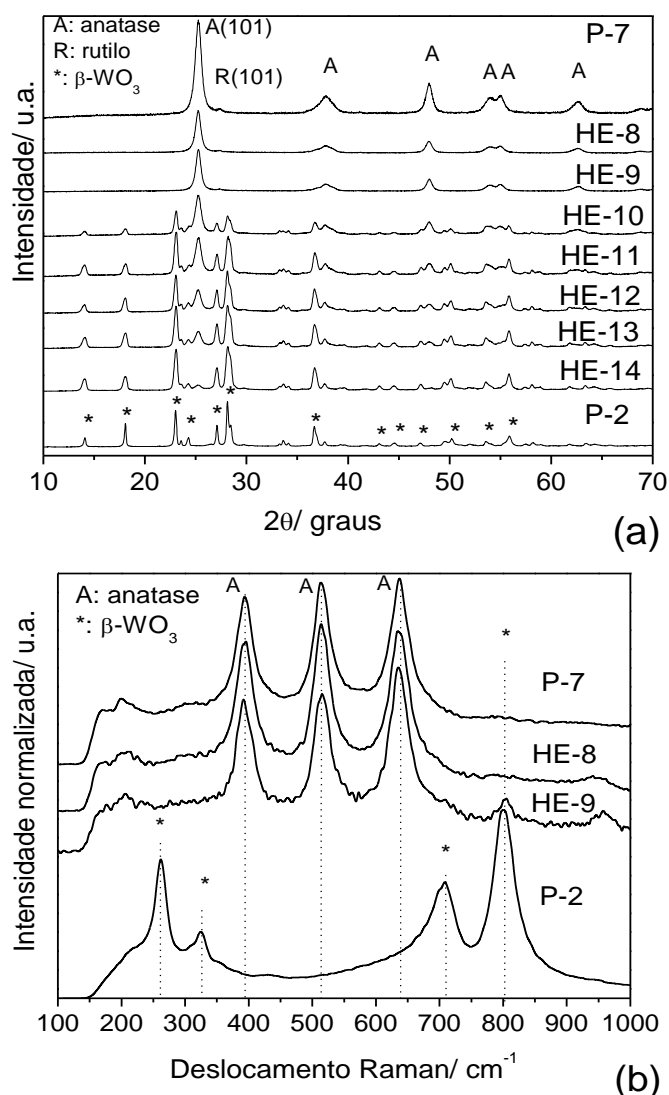 A: anatase
R: rutilo
*: β-WO3
A(101)
R(101)
A
A
A A
A
P-7
HE-8
HE-9
HE-10
HE-11
HE-12
HE-13
HE-14
P-2
* * * * * * * * * * * * *
Intensidade/ u.a.
10 20 30 40 50 60 70
2θ/ graus
(a)
A: anatase
*: β-WO3
A
A
A
*
P-7
HE-8
HE-9
P-2
*
*
*
Intensidade normalizada/ u.a.
100 200 300 400 500 600 700 800 900 1000
Deslocamento Raman/ cm-1
(b)